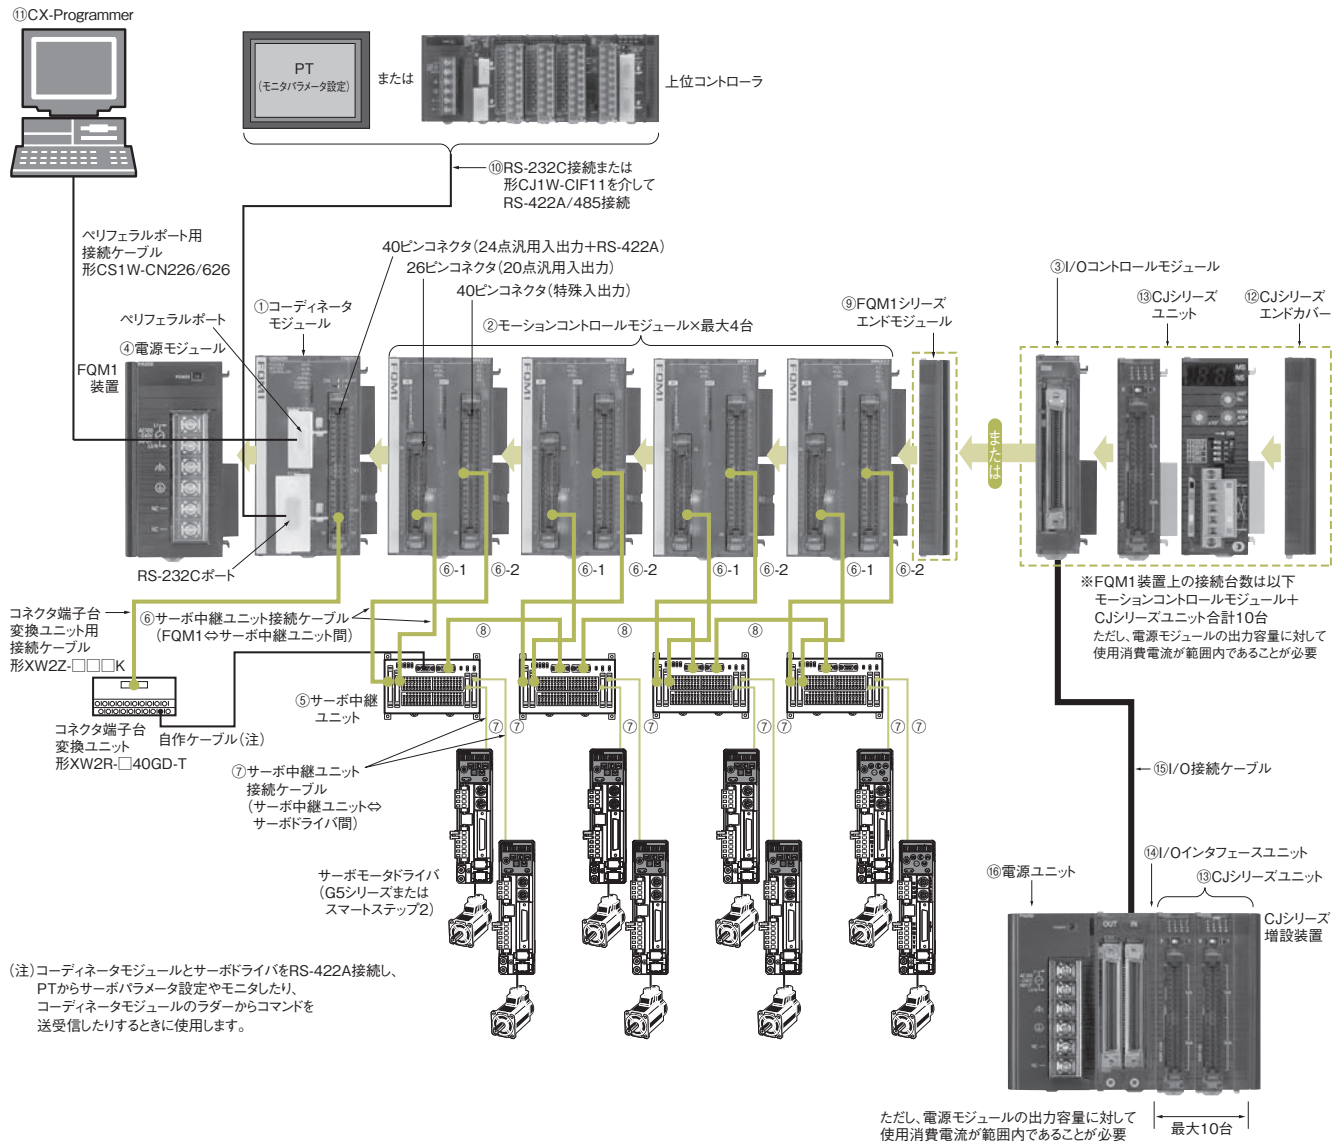 ⑪CX-Programmer
PT
(モニタパラメータ設定)
または
上位コントローラ
⑩RS-232C接続または
形CJ1W-CIF11を介して
RS-422A/485接続
ペリフェラルポート用
接続ケーブル
形CS1W-CN226/626
40ピンコネクタ(24点汎用入出力+RS-422A)
26ピンコネクタ(20点汎用入出力)
40ピンコネクタ(特殊入出力)
①コーディネータ
モジュール
②モーションコントロールモジュール×最大4台
⑨FQM1シリーズ
エンドモジュール
③I/Oコントロールモジュール
⑬CJシリーズ
ユニット
⑫CJシリーズ
エンドカバー
ペリフェラルポート
④電源モジュール
FQM1
装置
FQM1
FQM1
FQM1
FQM1
FQM1
または
RS-232Cポート
⑥-1
⑥-2
⑥-1
⑥-2
⑥-1
⑥-2
⑥-1
⑥-2
※FQM1装置上の接続台数は以下
モーションコントロールモジュール+
CJシリーズユニット合計10台
ただし、電源モジュールの出力容量に対して
使用消費電流が範囲内であることが必要
コネクタ端子台
変換ユニット用
接続ケーブル
形XW2Z-□□□K
⑥サーボ中継ユニット接続ケーブル
(FQM1⇔サーボ中継ユニット間)
⑧
⑧
⑧
⑤サーボ中継
ユニット
コネクタ端子台
変換ユニット
形XW2R-□40GD-T
自作ケーブル(注)
⑦
⑦
⑦
⑦
⑦
⑦
⑦
⑦
⑦サーボ中継ユニット
接続ケーブル
(サーボ中継ユニット⇔
サーボドライバ間)
⑮I/O接続ケーブル
サーボモータドライバ
(G5シリーズまたは
スマートステップ2)
⑭I/Oインタフェースユニット
⑯電源ユニット
⑬CJシリーズユニット
CJシリーズ
増設装置
OUT
IN
(注)コーディネータモジュールとサーボドライバをRS-422A接続し、
PTからサーボパラメータ設定やモニタしたり、
コーディネータモジュールのラダーからコマンドを
送受信したりするときに使用します。
ただし、電源モジュールの出力容量に対して
使用消費電流が範囲内であることが必要
最大10台